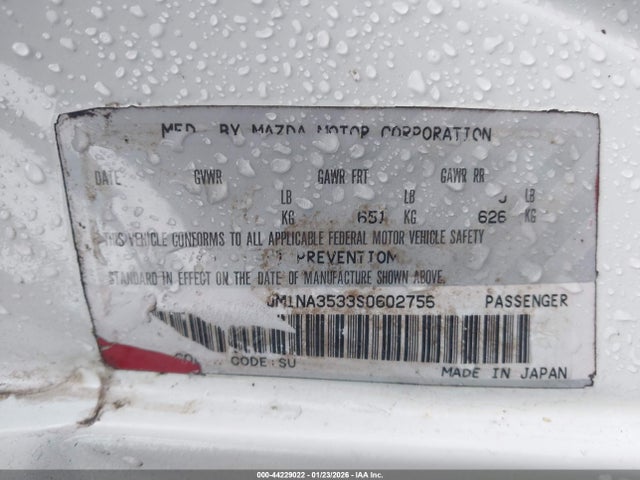 MFD. BY MAZDA MOTOR CORPORATION
DATE GVWR GAWR FRT GAWR RR
LB LB LB
KG 651 KG 626 KG
THIS VEHICLE CONFORMS TO ALL APPLICABLE FEDERAL MOTOR VEHICLE SAFETY
PREVENTION
STANDARD IN EFFECT ON THE DATE OF MANUFACTURE SHOWN ABOVE.
JM1NA3533S0602756 PASSENGER
CODE:SU
MADE IN JAPAN
000-44229022 - 01/23/2026 - IAA Inc.